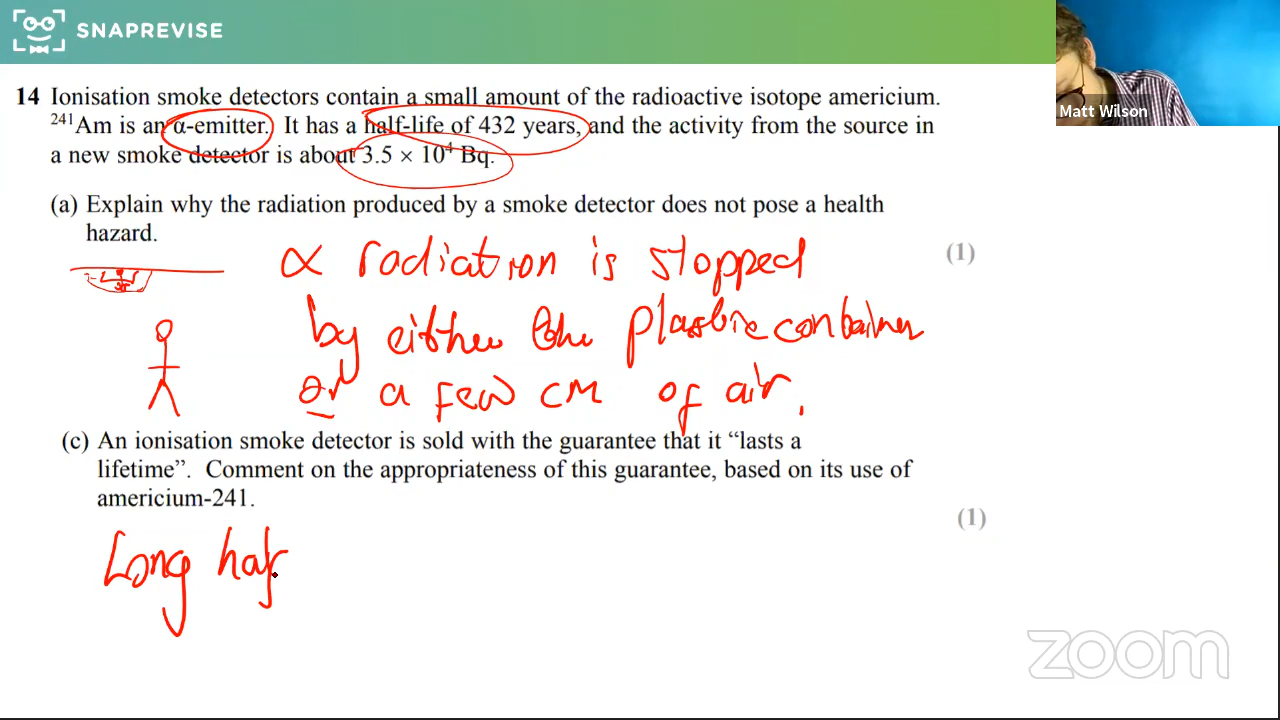 SNAPREVISE
Matt Wilson
14 Ionisation smoke detectors contain a small amount of the radioactive isotope americium.
²⁴¹Am is an α-emitter. It has a half-life of 432 years, and the activity from the source in
a new smoke detector is about 3.5 × 10⁴ Bq.
(a) Explain why the radiation produced by a smoke detector does not pose a health
hazard.
(1)
α radiation is stopped
by either the plastic container
or a few cm of air.
(c) An ionisation smoke detector is sold with the guarantee that it “lasts a
lifetime”. Comment on the appropriateness of this guarantee, based on its use of
americium-241.
(1)
Long half
zoom